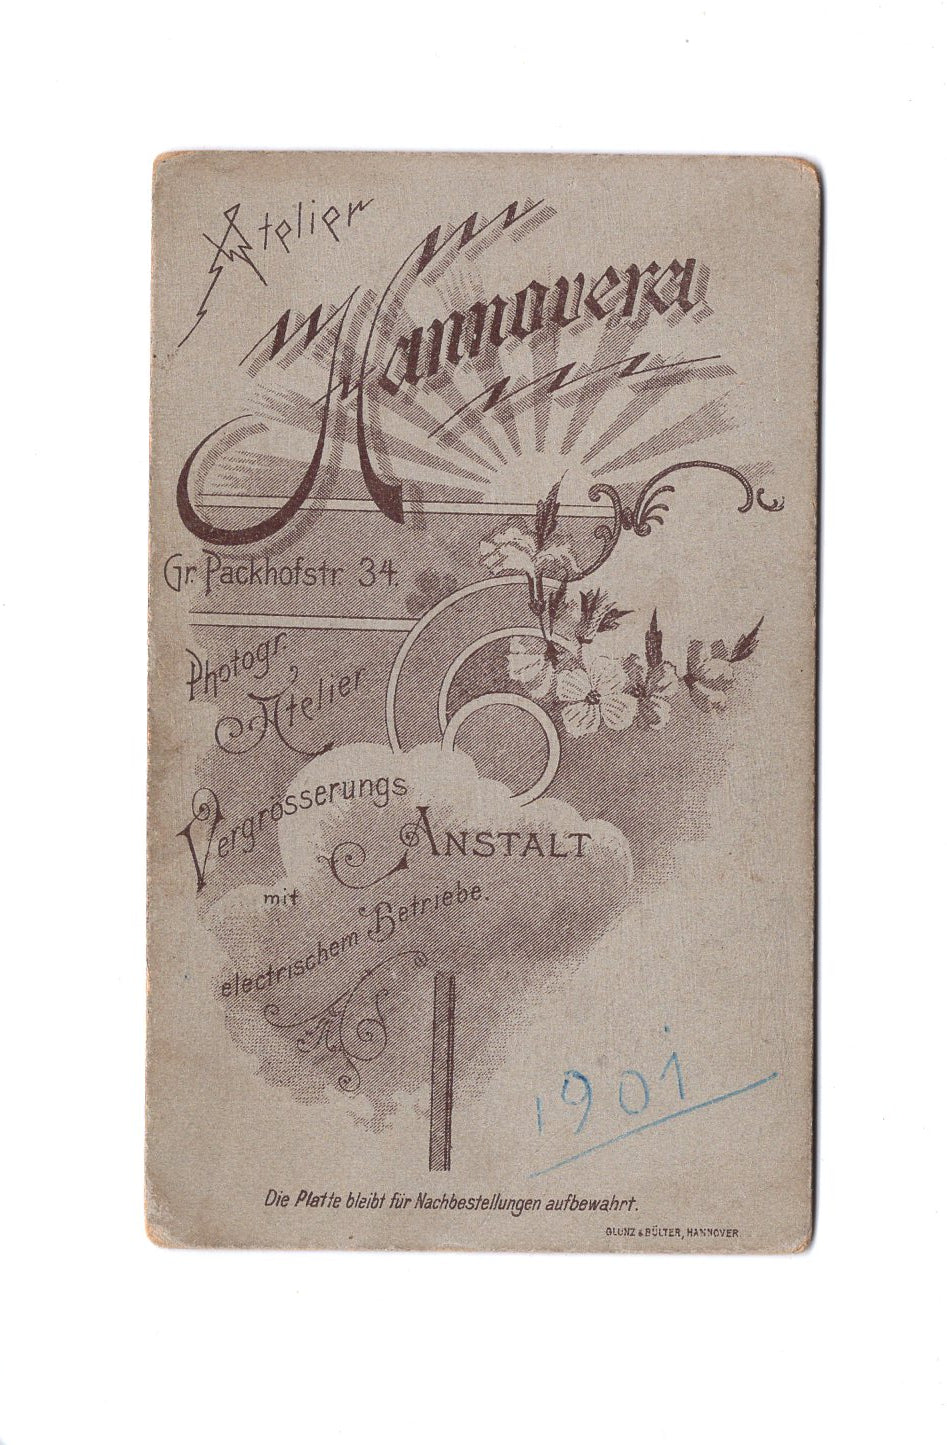 Atelier
Hannovera
Gr. Packhofstr. 34.
Photogr.
Atelier
Vergrösserungs
Anstalt
mit
electrischem Betriebe.
1901
Die Platte bleibt für Nachbestellungen aufbewahrt.
GLUNZ & BÜLTER, HANNOVER